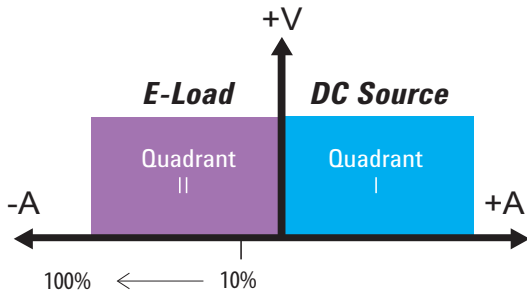 +V
E-Load DC Source
Quadrant Quadrant
II I
-A +A
100% 10%